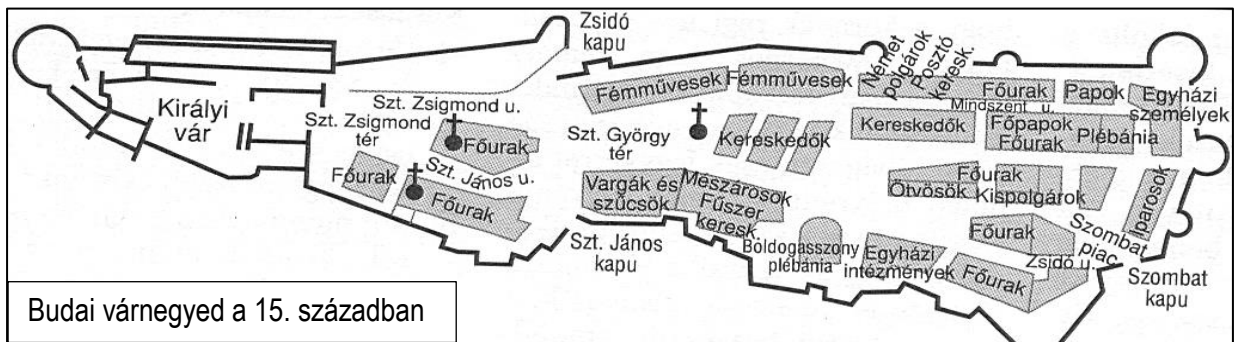 Zsidó
kapu
Királyi
vár
Szt. Zsigmond u.
Szt. Zsigmond
tér
Főurak
Szt. János u.
Főurak
Főurak
Szt. György
tér
Fémművesek
Fémművesek
Német
polgárok
Posztó
keresk.
Főurak
Papok
Egyházi
személyek
Mindszent u.
Kereskedők
Kereskedők
Főpapok
Főurak
Plébánia
Vargák és
szűcsök
Mészárosok
Fűszer
keresk.
Főurak
Ötvösök
Kispolgárok
Iparosok
Szombat
piac
Főurak
Zsidó u.
Szt. János
kapu
Boldogasszony
plébánia
Egyházi
intézmények
Főurak
Szombat
kapu
Budai várnegyed a 15. században